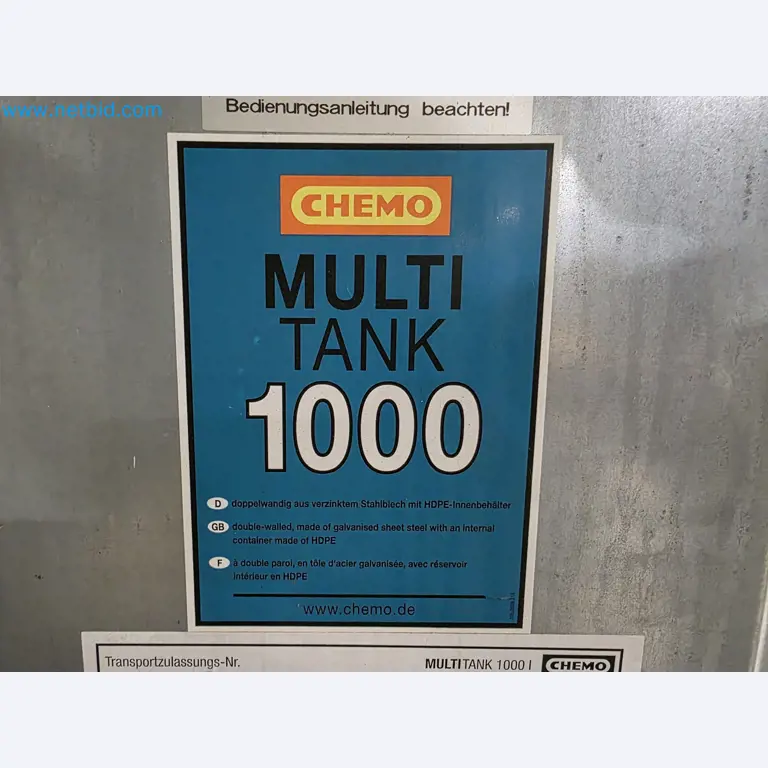 www.netbid.com
Bedienungsanleitung beachten!
CHEMO
MULTI
TANK
1000
D doppelwandig aus verzinktem Stahlblech mit HDPE-Innenbehälter
GB double-walled, made of galvanised sheet steel with an internal
container made of HDPE
F à double paroi, en tôle d'acier galvanisée, avec réservoir
intérieur en HDPE
www.chemo.de
Transportzulassungs-Nr. MULTITANK 1000 l CHEMO